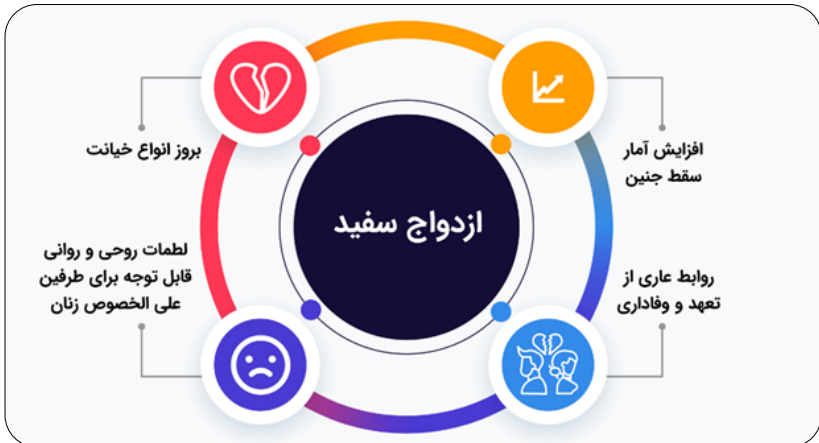 ازدواج سفید
افزایش آمار
سقط جنین
روابط عاری از
تعهد و وفاداری
بروز انواع خیانت
لطمات روحی و روانی
قابل توجه برای طرفین
علی الخصوص زنان